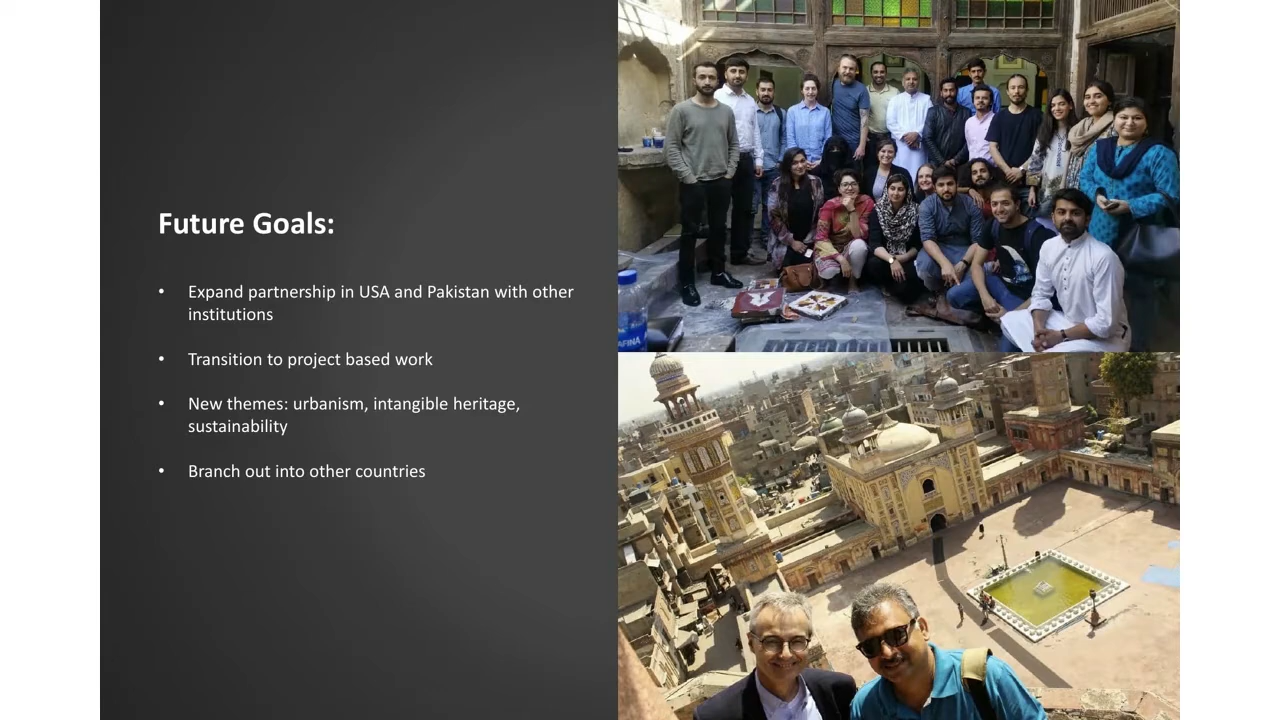 Future Goals:
• Expand partnership in USA and Pakistan with other
institutions
• Transition to project based work
• New themes: urbanism, intangible heritage,
sustainability
• Branch out into other countries
AFINA